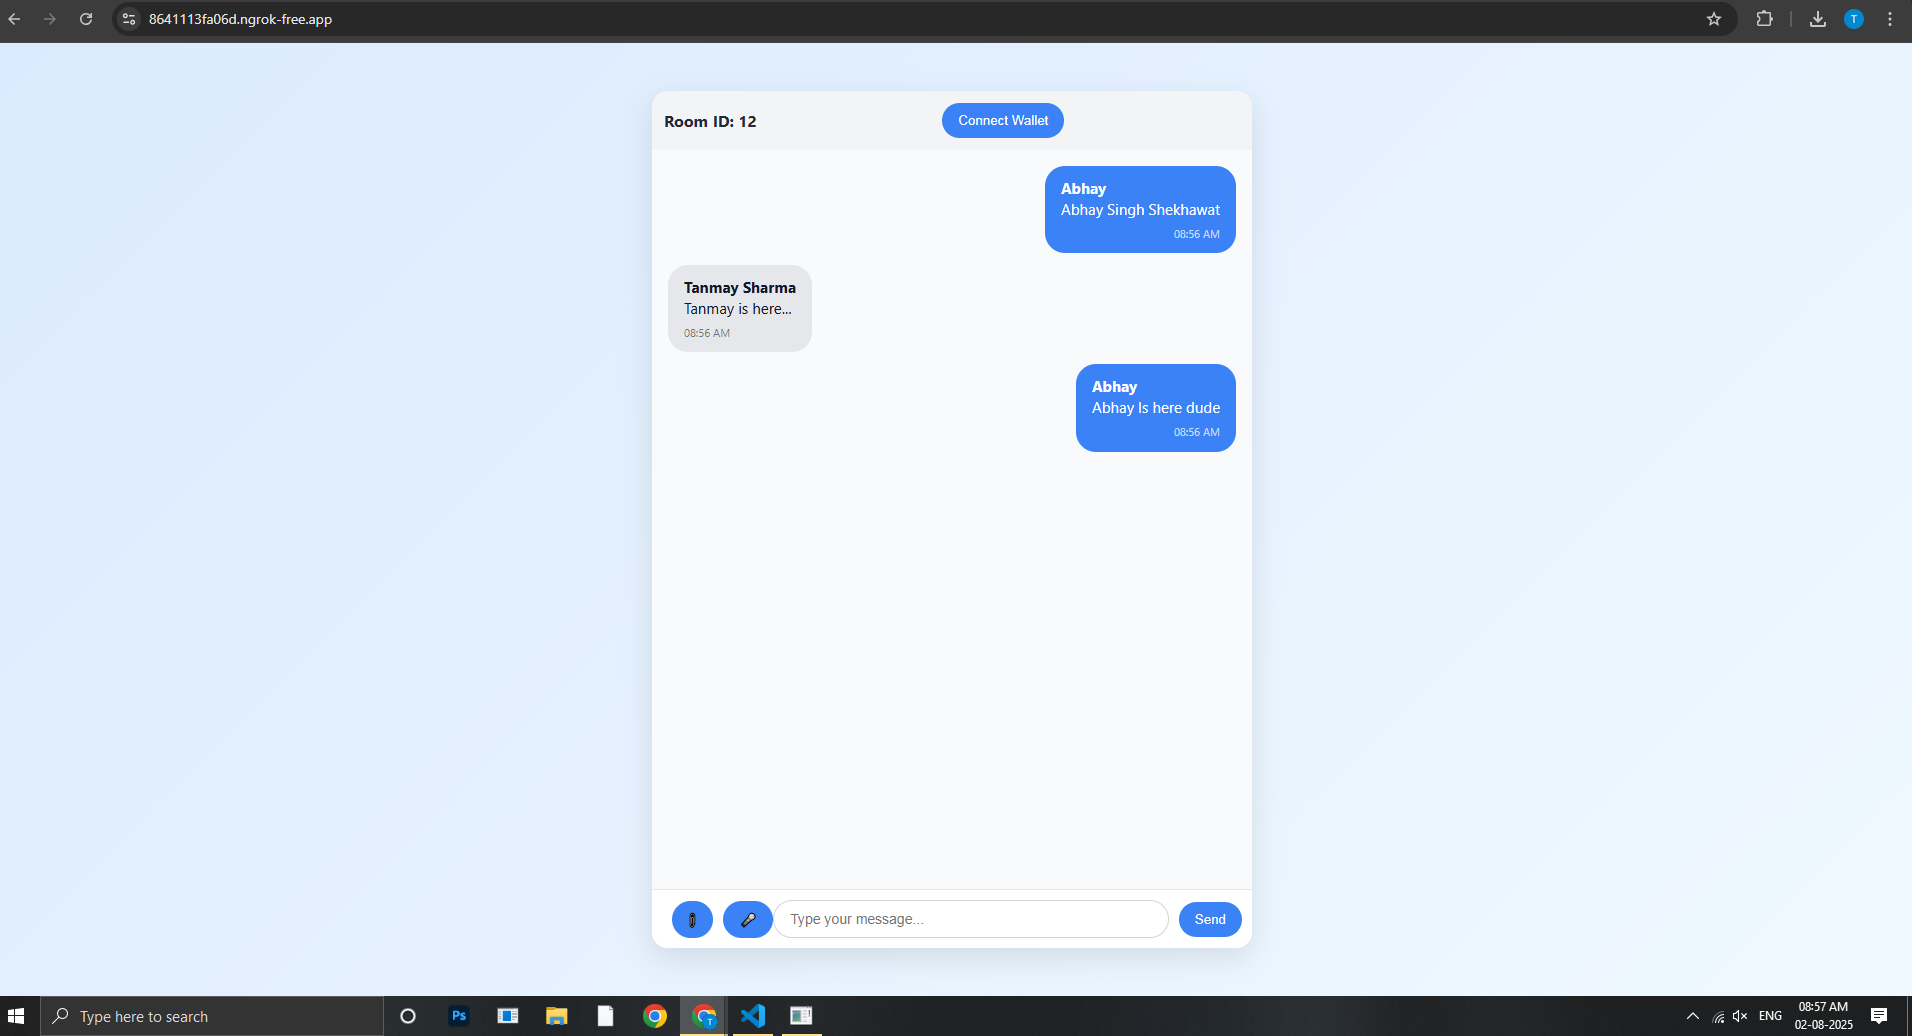 8641113fa06d.ngrok-free.app
T
Room ID: 12
Connect Wallet
Abhay
Abhay Singh Shekhawat
08:56 AM
Tanmay Sharma
Tanmay is here...
08:56 AM
Abhay
Abhay Is here dude
08:56 AM
Type your message...
Send
Type here to search
Ps
T
ENG
08:57 AM
02-08-2025